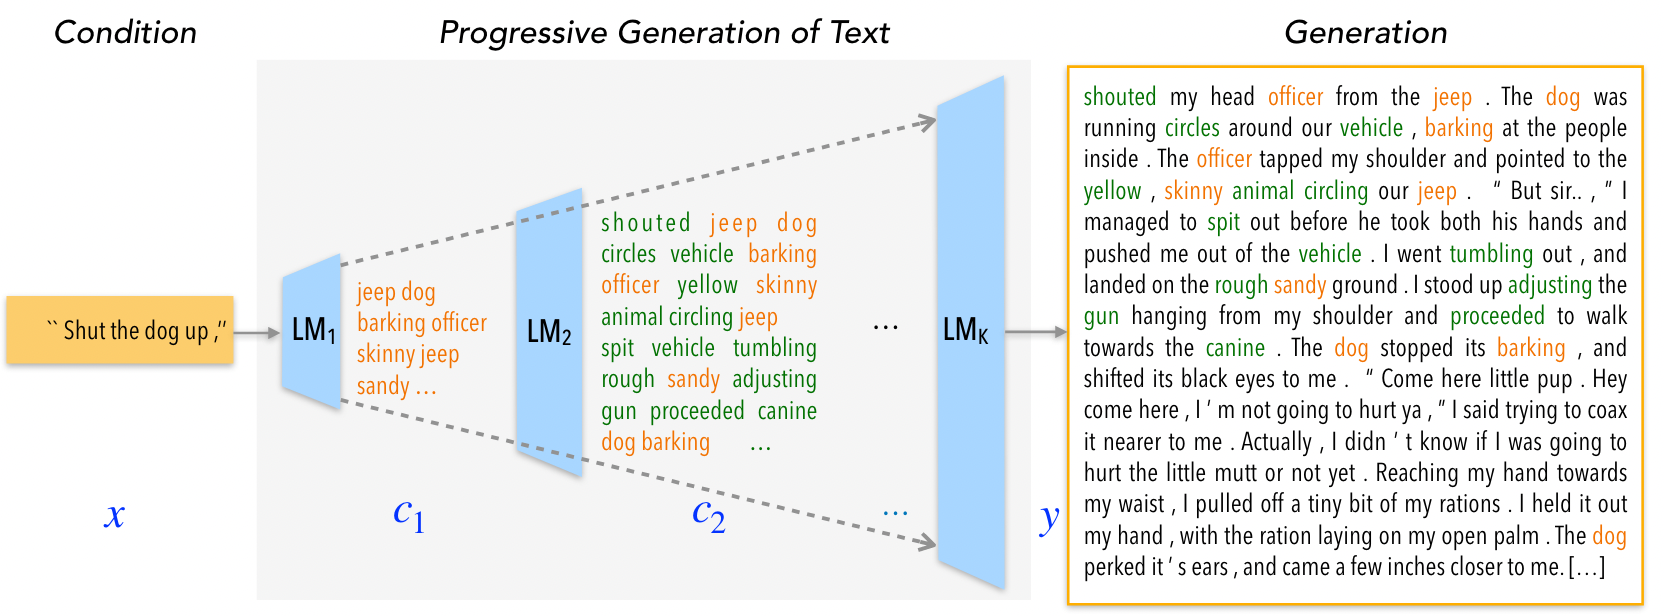 Condition
Progressive Generation of Text
Generation
`` Shut the dog up ,''
LM1
jeep dog
barking officer
skinny jeep
sandy ...
LM2
shouted jeep dog
circles vehicle barking
officer yellow skinny
animal circling jeep
spit vehicle tumbling
rough sandy adjusting
gun proceeded canine
dog barking ...
...
LMK
shouted my head officer from the jeep . The dog was
running circles around our vehicle , barking at the people
inside . The officer tapped my shoulder and pointed to the
yellow , skinny animal circling our jeep . “ But sir.. , ” I
managed to spit out before he took both his hands and
pushed me out of the vehicle . I went tumbling out , and
landed on the rough sandy ground . I stood up adjusting the
gun hanging from my shoulder and proceeded to walk
towards the canine . The dog stopped its barking , and
shifted its black eyes to me . “ Come here little pup . Hey
come here , I ’ m not going to hurt ya , ” I said trying to coax
it nearer to me . Actually , I didn ’ t know if I was going to
hurt the little mutt or not yet . Reaching my hand towards
my waist , I pulled off a tiny bit of my rations . I held it out
my hand , with the ration laying on my open palm . The dog
perked it ’ s ears , and came a few inches closer to me. [...]
x
c1
c2
...
y